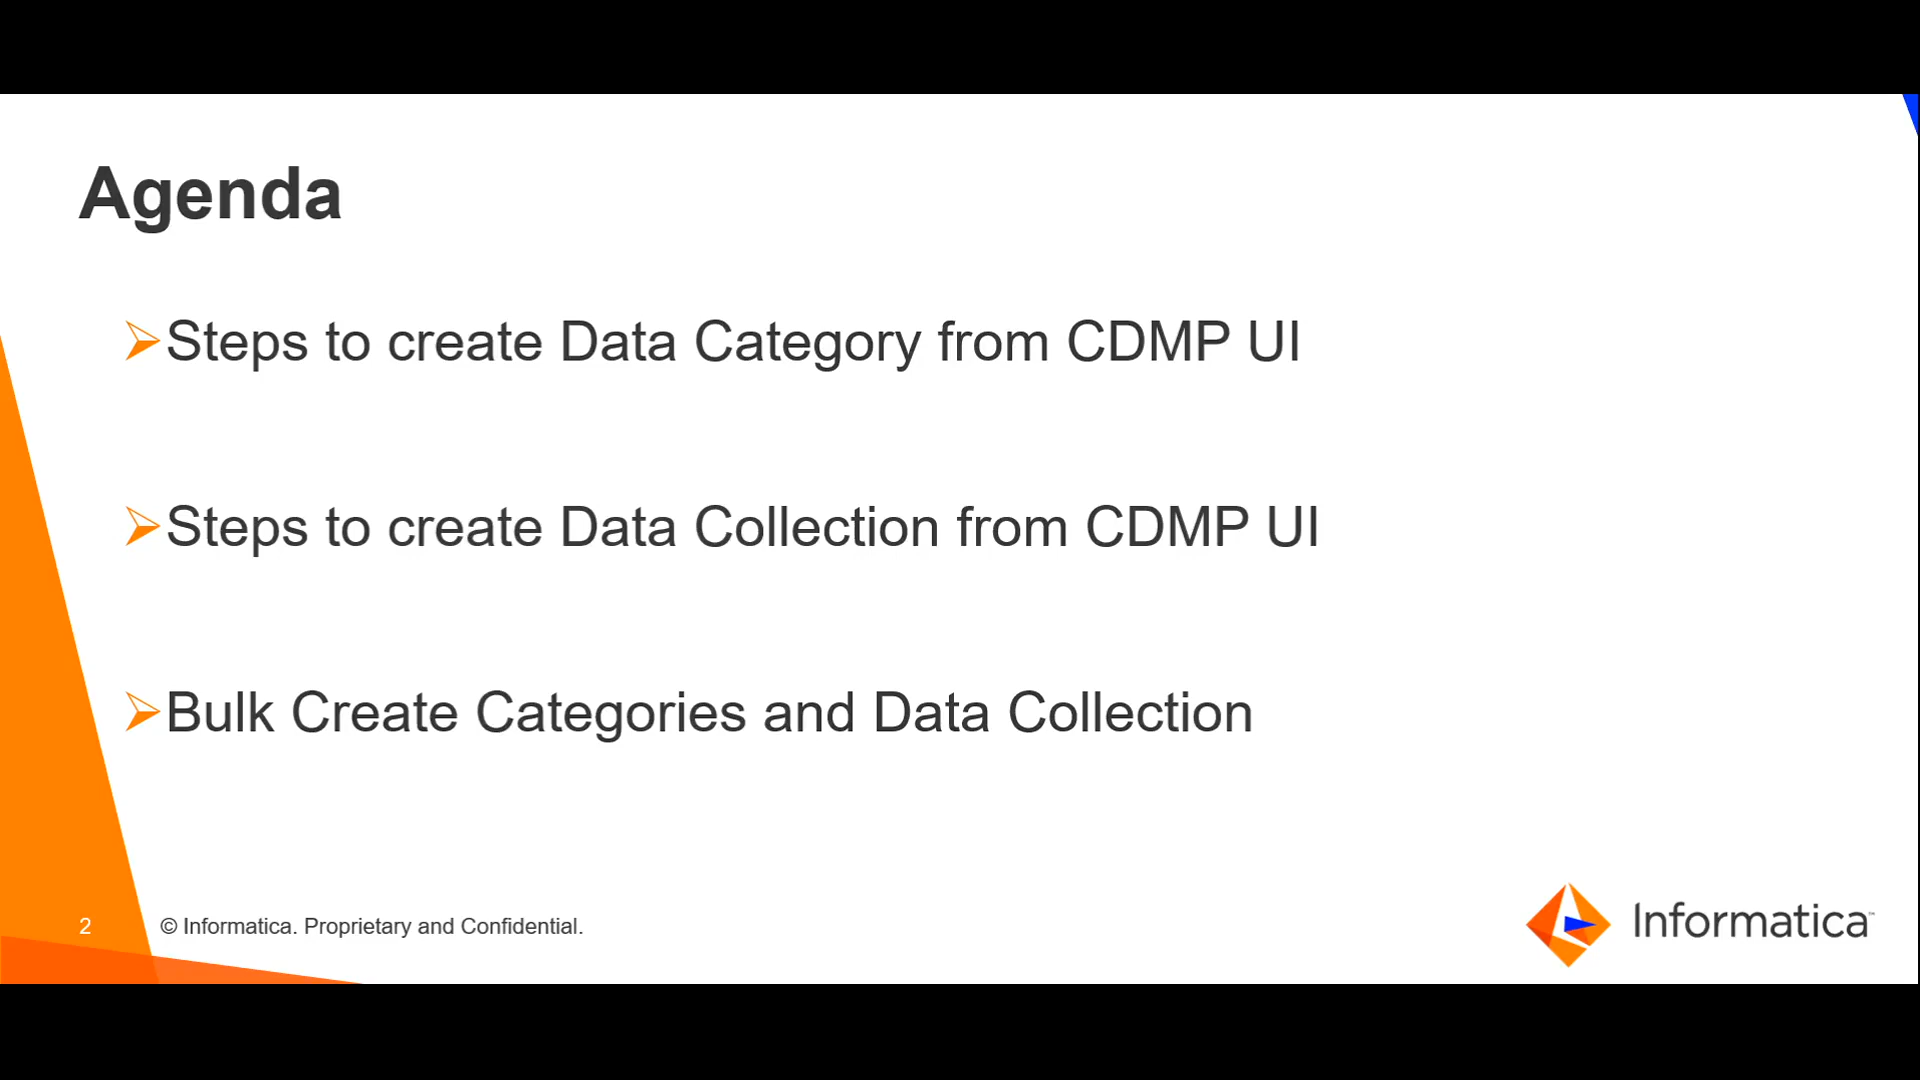 Agenda
Steps to create Data Category from CDMP UI
Steps to create Data Collection from CDMP UI
Bulk Create Categories and Data Collection
2
© Informatica. Proprietary and Confidential.
Informatica™